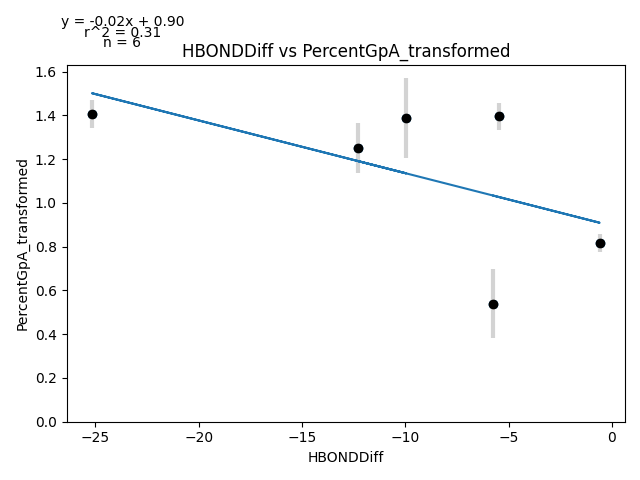 y = -0.02x + 0.90
r^2 = 0.31
n = 6
HBONDDiff vs PercentGpA_transformed
PercentGpA_transformed
1.6
1.4
1.2
1.0
0.8
0.6
0.4
0.2
0.0
−25
−20
−15
−10
−5
0
HBONDDiff